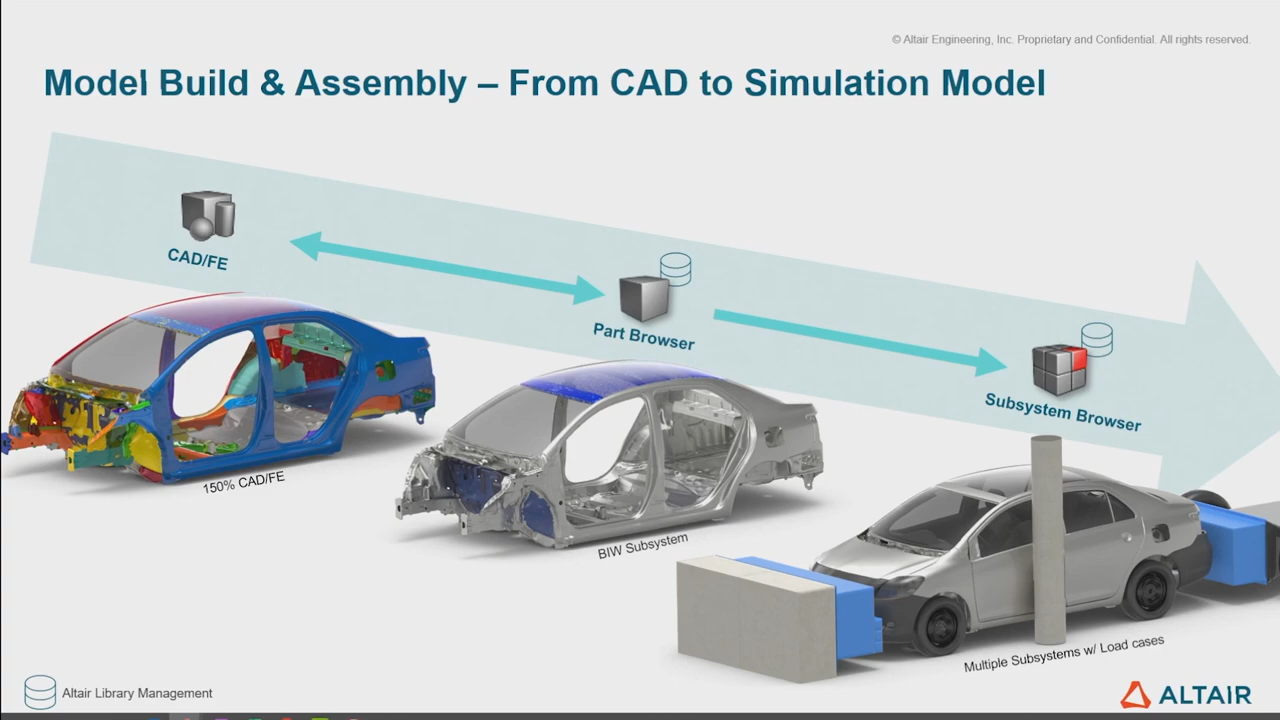 © Altair Engineering, Inc. Proprietary and Confidential. All rights reserved.
Model Build & Assembly – From CAD to Simulation Model
CAD/FE
Part Browser
Subsystem Browser
150% CAD/FE
BIW Subsystem
Multiple Subsystems w/ Load cases
Altair Library Management
ALTAIR